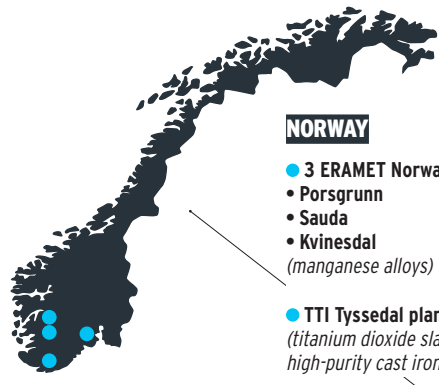 NORWAY
3 ERAMET Norwa
• Porsgrunn
• Sauda
• Kvinesdal
(manganese alloys)
TTI Tyssedal plan
(titanium dioxide sla
high-purity cast iron